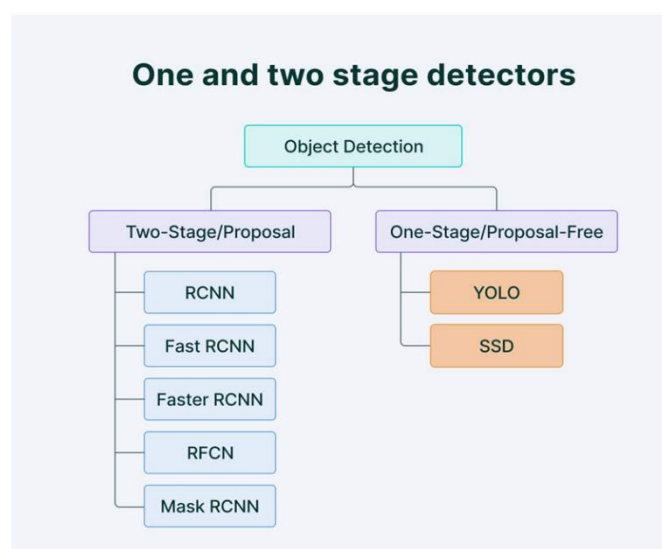 One and two stage detectors
Object Detection
Two-Stage/Proposal
One-Stage/Proposal-Free
RCNN
Fast RCNN
Faster RCNN
RFCN
Mask RCNN
YOLO
SSD